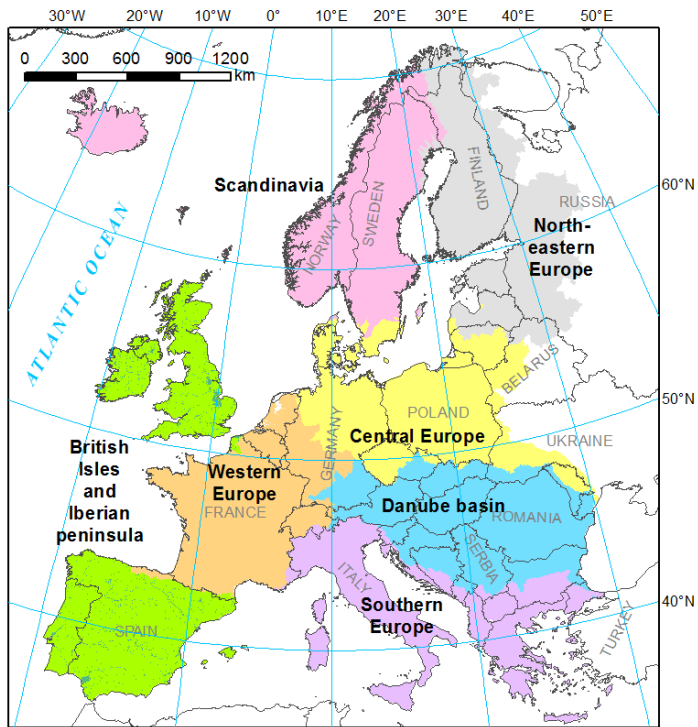 30°W 20°W 10°W 0° 10°E 20°E 30°E 40°E 50°E
0 300 600 900 1200
km
60°N
50°N
40°N
ATLANTIC OCEAN
Scandinavia
NORWAY
SWEDEN
FINLAND
RUSSIA
North-
eastern
Europe
BELARUS
POLAND
GERMANY
Central Europe
UKRAINE
British
Isles
and
Iberian
peninsula
Western
Europe
FRANCE
Danube basin
ROMANIA
SERBIA
ITALY
Southern
Europe
SPAIN
TURKEY